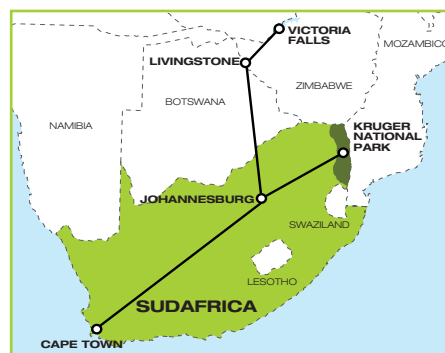 VICTORIA
FALLS
MOZAMBICO
LIVINGSTONE
ZIMBABWE
BOTSWANA
NAMIBIA
KRUGER
NATIONAL
PARK
JOHANNESBURG
SWAZILAND
LESOTHO
SUDAFRICA
CAPE TOWN